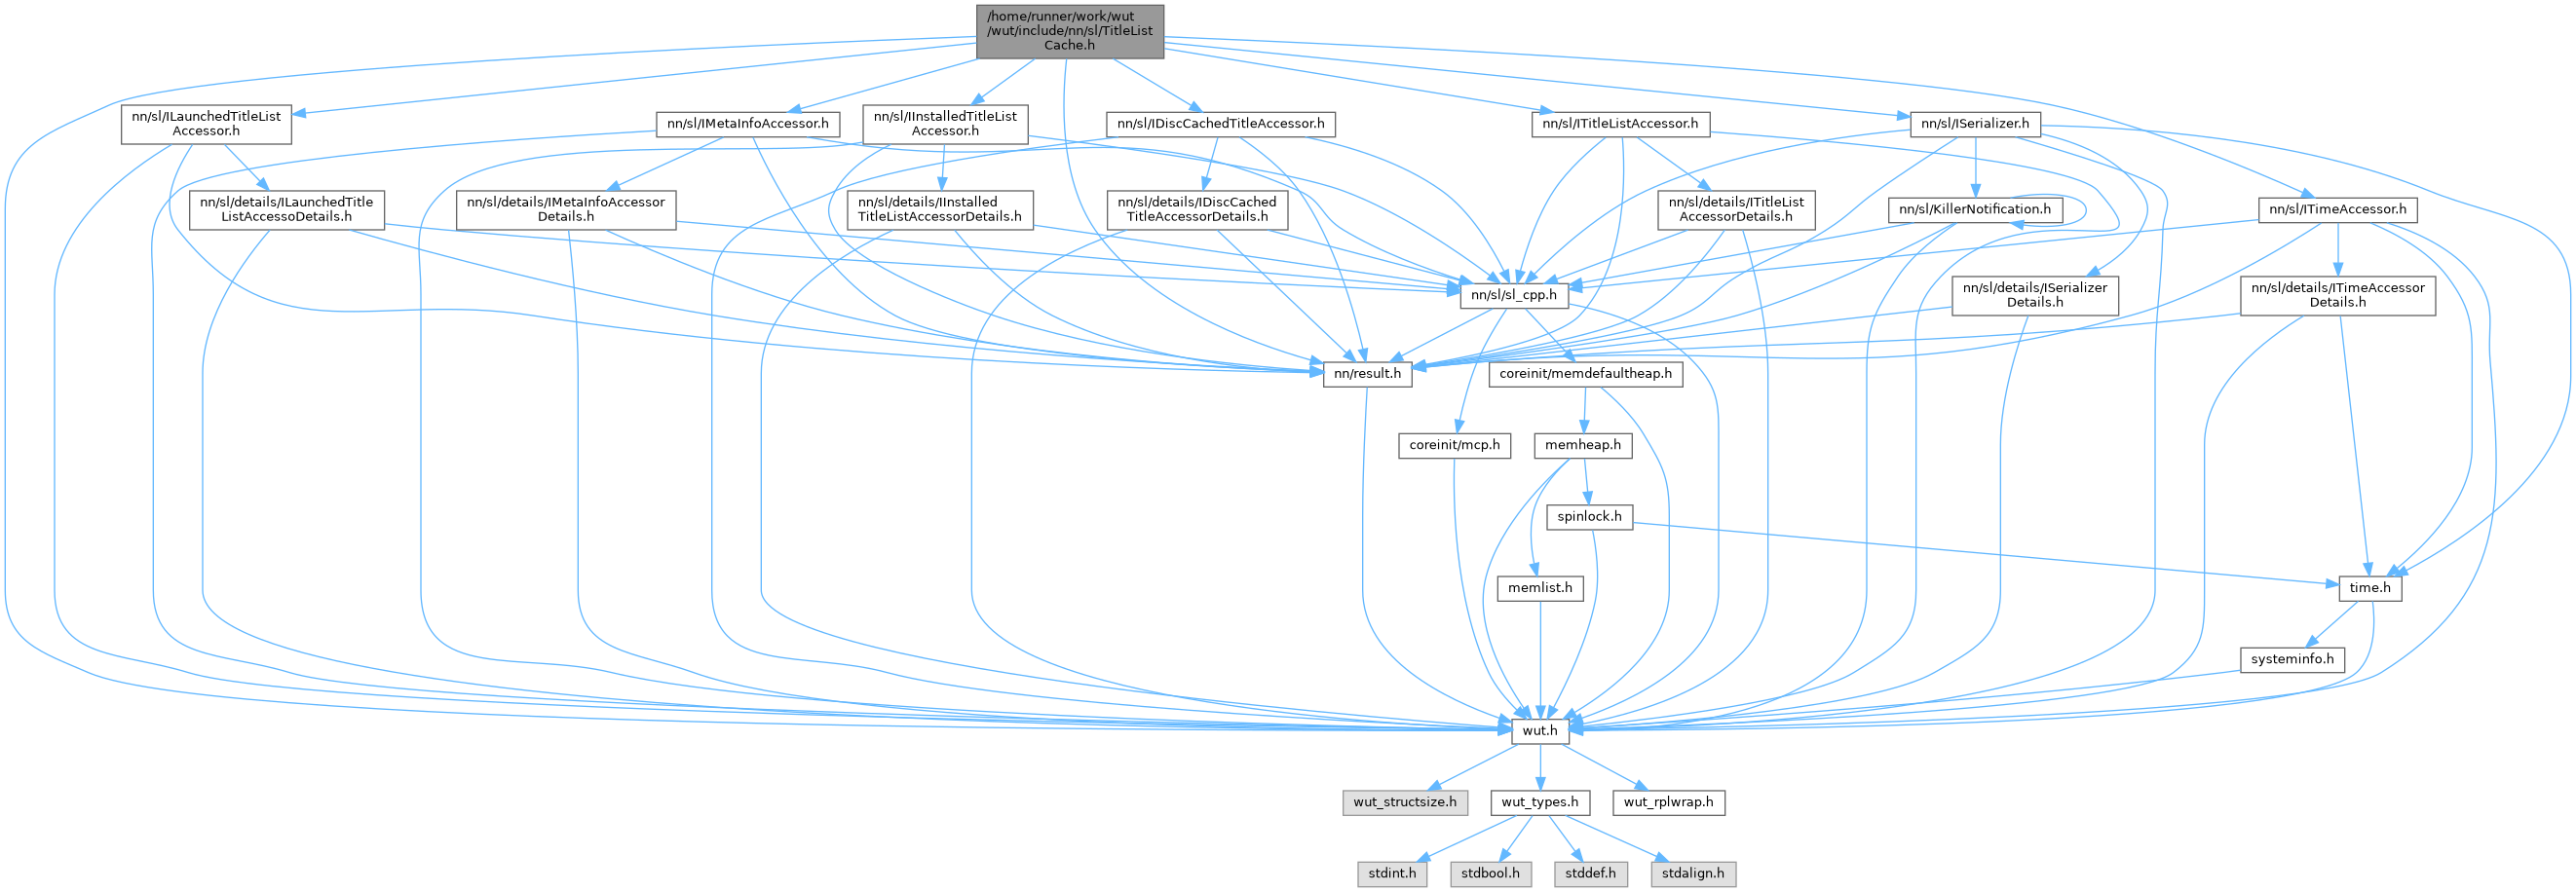 /home/runner/work/wut
/wut/include/nn/sl/TitleList
Cache.h
nn/sl/ILaunchedTitleList
Accessor.h
nn/sl/IMetaInfoAccessor.h
nn/sl/IInstalledTitleList
Accessor.h
nn/sl/IDiscCachedTitleAccessor.h
nn/sl/ITitleListAccessor.h
nn/sl/ISerializer.h
nn/sl/details/ILaunchedTitle
ListAccessoDetails.h
nn/sl/details/IMetaInfoAccessor
Details.h
nn/sl/details/IInstalled
TitleListAccessorDetails.h
nn/sl/details/IDiscCached
TitleAccessorDetails.h
nn/sl/details/ITitleList
AccessorDetails.h
nn/sl/KillerNotification.h
nn/sl/ITimeAccessor.h
nn/sl/sl_cpp.h
nn/sl/details/ISerializer
Details.h
nn/sl/details/ITimeAccessor
Details.h
nn/result.h
coreinit/memdefaultheap.h
coreinit/mcp.h
memheap.h
spinlock.h
memlist.h
time.h
systeminfo.h
wut.h
wut_structsize.h
wut_types.h
wut_rplwrap.h
stdint.h
stdbool.h
stddef.h
stdalign.h